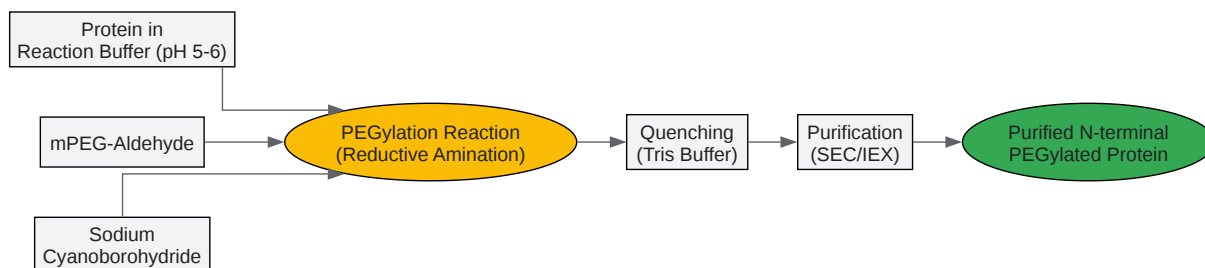 Protein in
Reaction Buffer (pH 5-6)
mPEG-Aldehyde
Sodium
Cyanoborohydride
PEGylation Reaction
(Reductive Amination)
Quenching
(Tris Buffer)
Purification
(SEC/IEX)
Purified N-terminal
PEGylated Protein